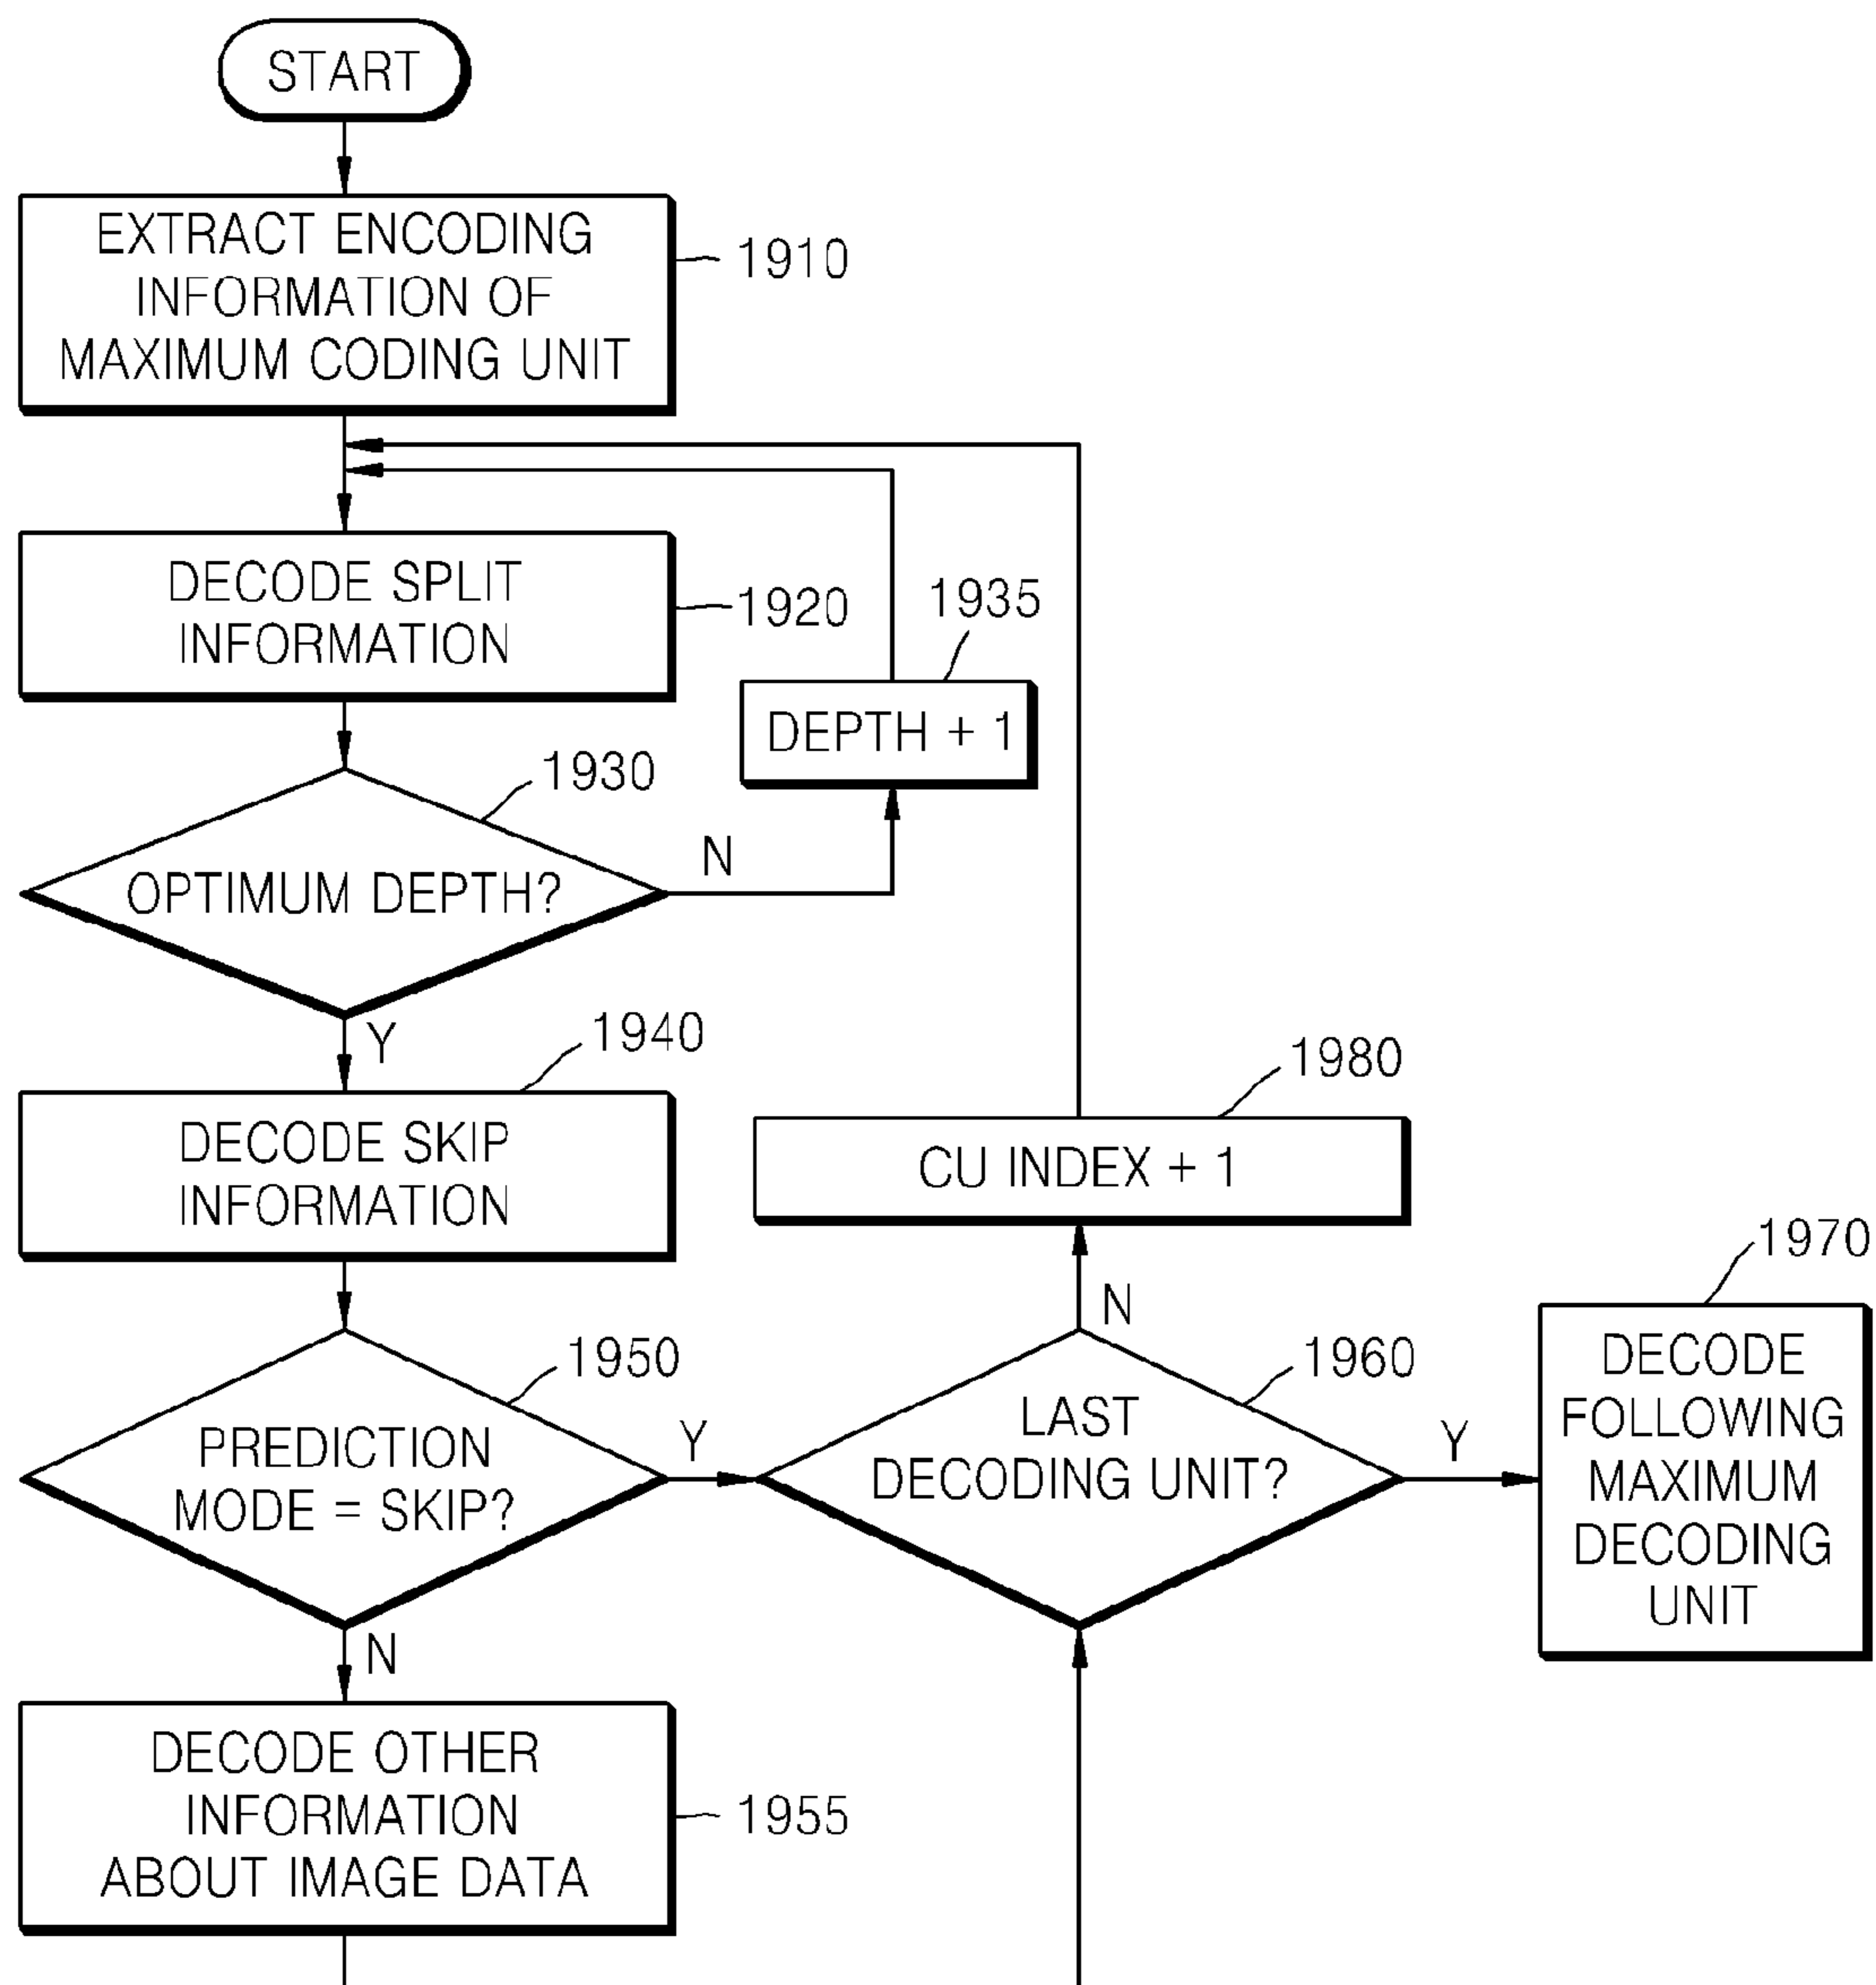 START
EXTRACT ENCODING
INFORMATION OF
MAXIMUM CODING UNIT
1910
DECODE SPLIT
INFORMATION
1920
1935
DEPTH + 1
1930
OPTIMUM DEPTH?
N
Y
1940
DECODE SKIP
INFORMATION
1980
CU INDEX + 1
N
1950
PREDICTION
MODE = SKIP?
Y
N
1960
LAST
DECODING UNIT?
Y
1970
DECODE
FOLLOWING
MAXIMUM
DECODING
UNIT
DECODE OTHER
INFORMATION
ABOUT IMAGE DATA
1955